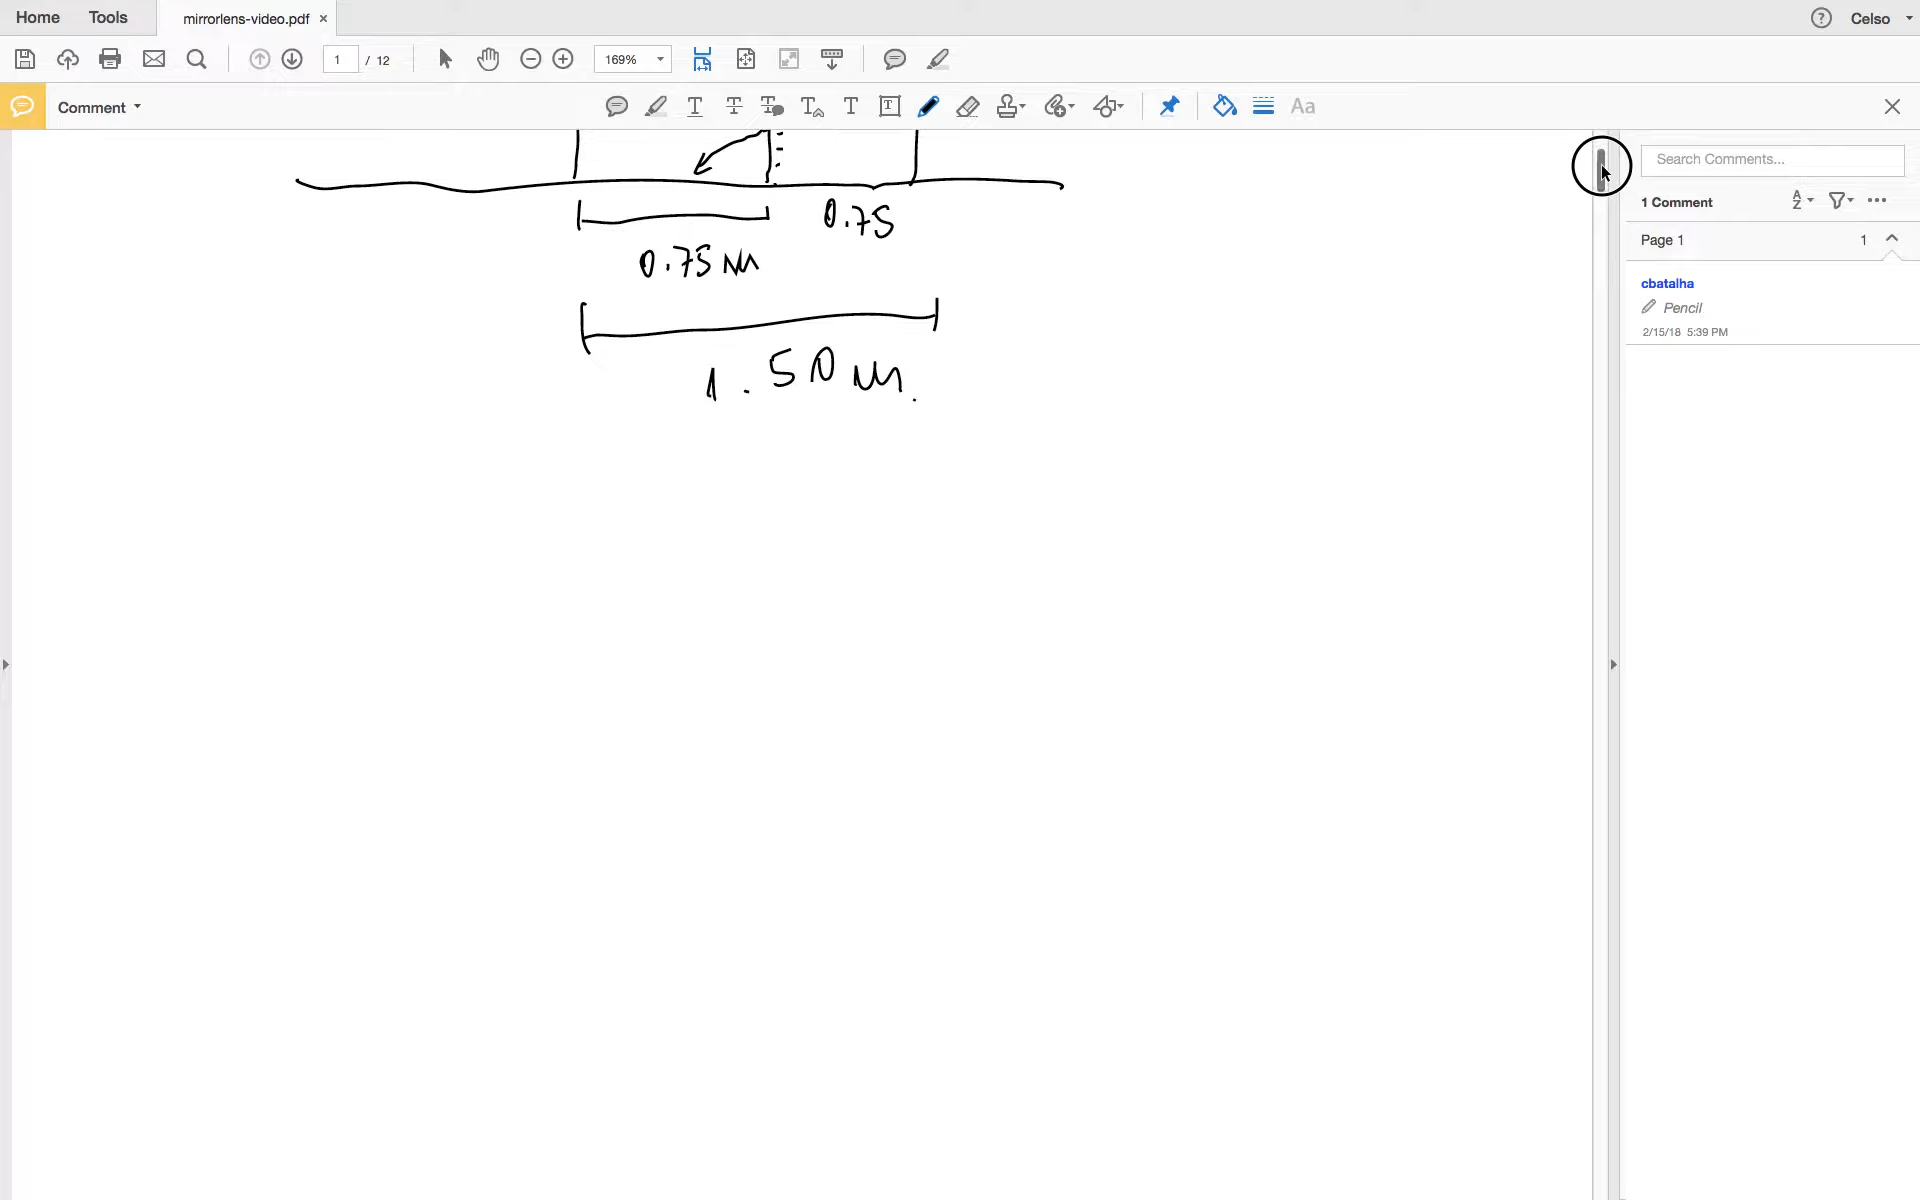 Home Tools mirrorlens-video.pdf × ? Celso
1 / 12 169%
Comment T T T T T T Aa
Search Comments...
1 Comment A Z
Page 1 1
cbatalha
Pencil
2/15/18 5:39 PM
0.75
0.75 m
1.50 m.